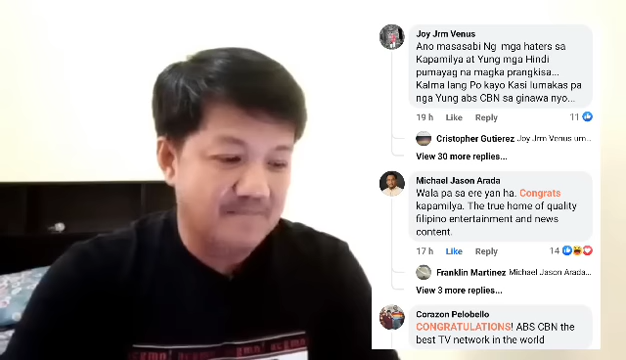 Joy Jrm Venus
Ano masasabi Ng mga haters sa
Kapamilya at Yung mga Hindi
pumayag na magka prangkisa...
Kalma lang Po kayo Kasi lumakas pa
nga Yung abs CBN sa ginawa nyo...
19 h Like Reply 11
Cristopher Gutierez Joy Jrm Venus um...
View 30 more replies...
Michael Jason Arada
Wala pa sa ere yan ha. Congrats
kapamilya. The true home of quality
filipino entertainment and news
content.
17 h Like Reply 14
Franklin Martinez Michael Jason Arada...
View 3 more replies...
Corazon Pelobello
CONGRATULATIONS! ABS CBN the
best TV network in the world